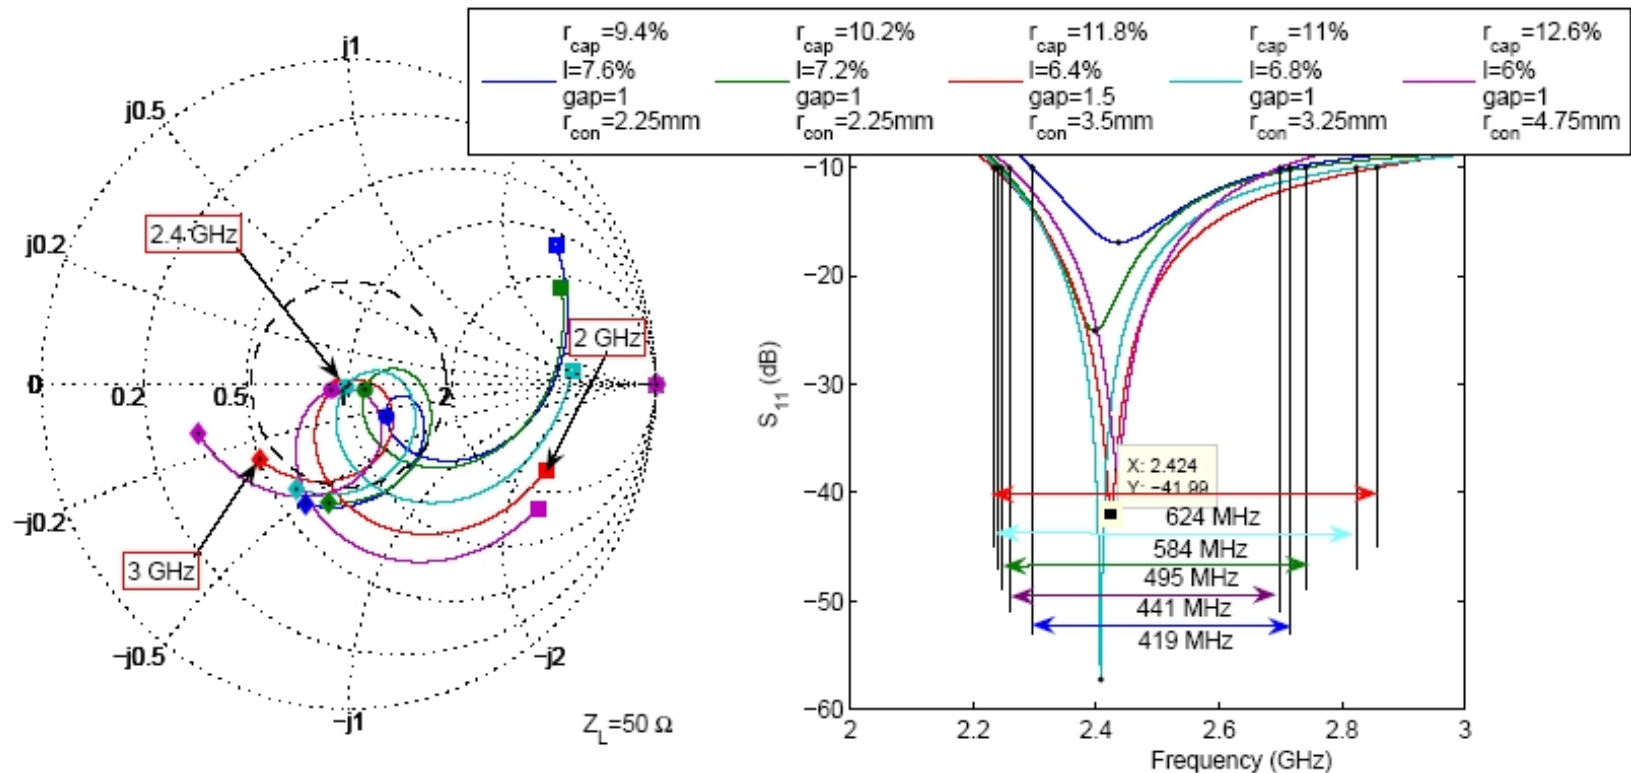 r_cap=9.4% r_cap=10.2% r_cap=11.8% r_cap=11% r_cap=12.6%
l=7.6% l=7.2% l=6.4% l=6.8% l=6%
gap=1 gap=1 gap=1.5 gap=1 gap=1
r_con=2.25mm r_con=2.25mm r_con=3.5mm r_con=3.25mm r_con=4.75mm
j1
j0.5
2.4 GHz
j0.2
2 GHz
0 0.2 0.5 1 2
−j0.2
3 GHz
−j0.5
−j2
−j1
Z_L=50 Ω
−10
−20
−30
−40
−50
−60
S_11 (dB)
X: 2.424
Y: −41.99
624 MHz
584 MHz
495 MHz
441 MHz
419 MHz
2 2.2 2.4 2.6 2.8 3
Frequency (GHz)